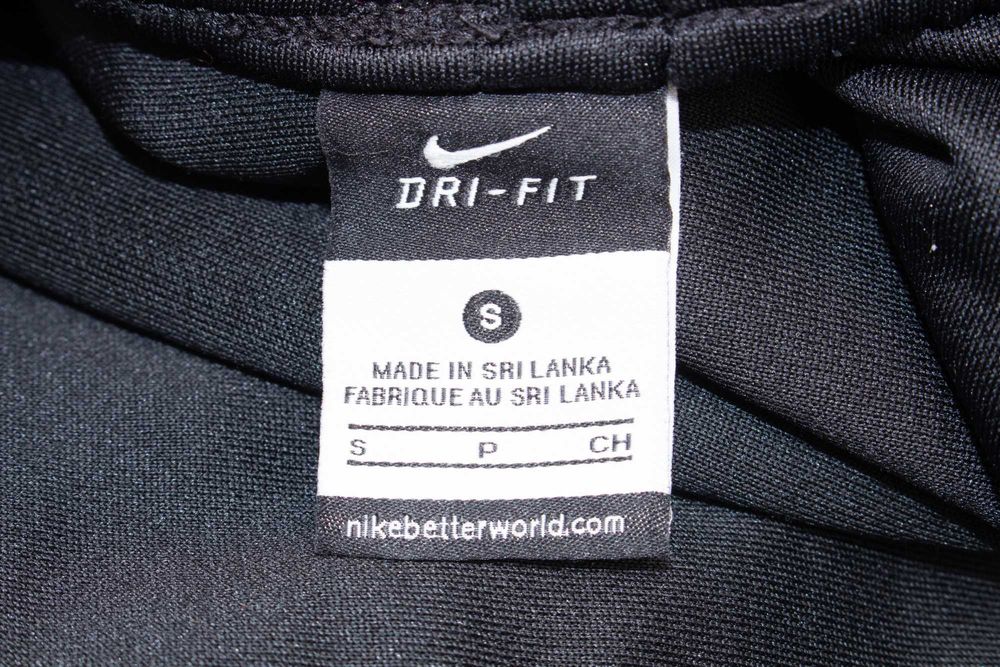 DRI-FIT
S
MADE IN SRI LANKA
FABRIQUE AU SRI LANKA
S P CH
nikebetterworld.com